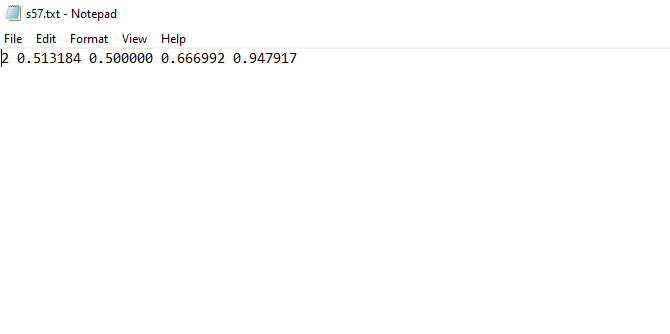 s57.txt - Notepad
File Edit Format View Help
2 0.513184 0.500000 0.666992 0.947917